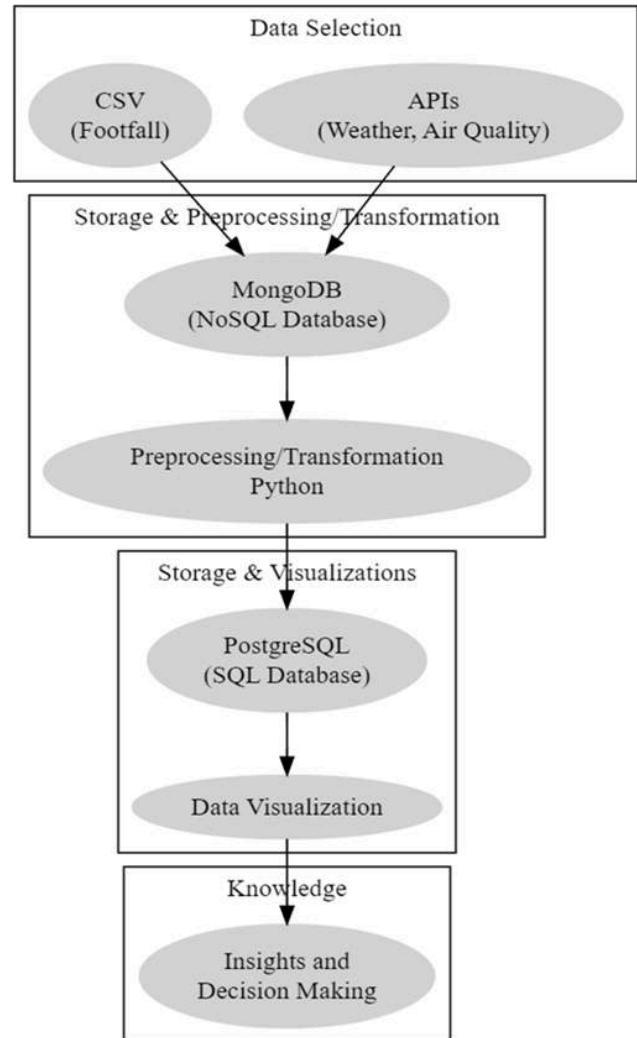 Data Selection
CSV
(Footfall)
APIs
(Weather, Air Quality)
Storage & Preprocessing/Transformation
MongoDB
(NoSQL Database)
Preprocessing/Transformation
Python
Storage & Visualizations
PostgreSQL
(SQL Database)
Data Visualization
Knowledge
Insights and
Decision Making